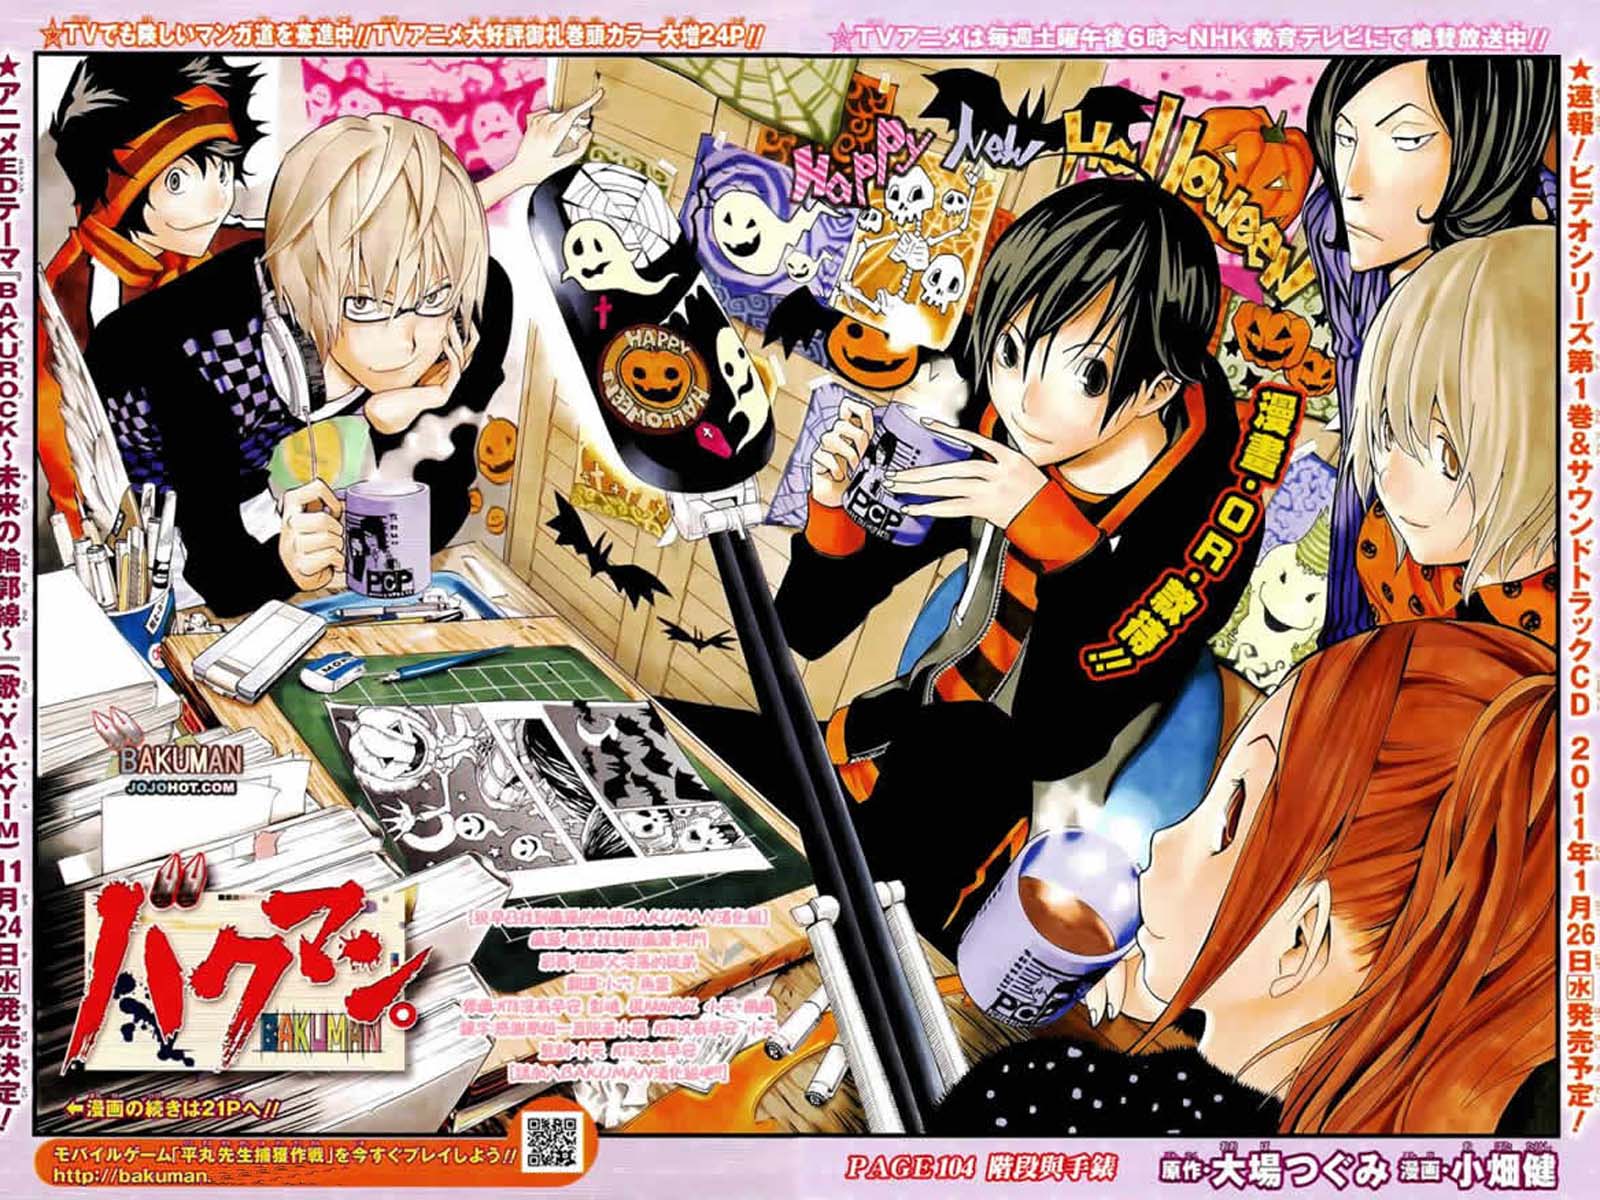 ☆TVでも険しいマンガ道を驀進中!!TVアニメ大好評御礼巻頭カラー大増24P!!
☆TVアニメは毎週土曜午後6時〜NHK教育テレビにて絶賛放送中!!
★アニメEDテーマ『BAKUROCK〜未来の輪郭線〜』(歌:YA-KYIM)11月24日(水)発売決定!
★速報!ビデオシリーズ第1巻&サウンドトラックCD 2011年1月26日(水)発売予定!
Happy New Halloween
HAPPY
HALLOWEEN
PCP
PCP
PCP
MONO
漫畫・OR・款待!!
BAKUMAN
JOJOHOT.COM
バクマン。
BAKUMAN
←漫画の続きは21Pへ!!
モバイルゲーム「平丸先生捕獲作戦」を今すぐプレイしよう!!
http://bakuman.
PAGE104 階段與手錶
原作・大場つぐみ 漫画・小畑健